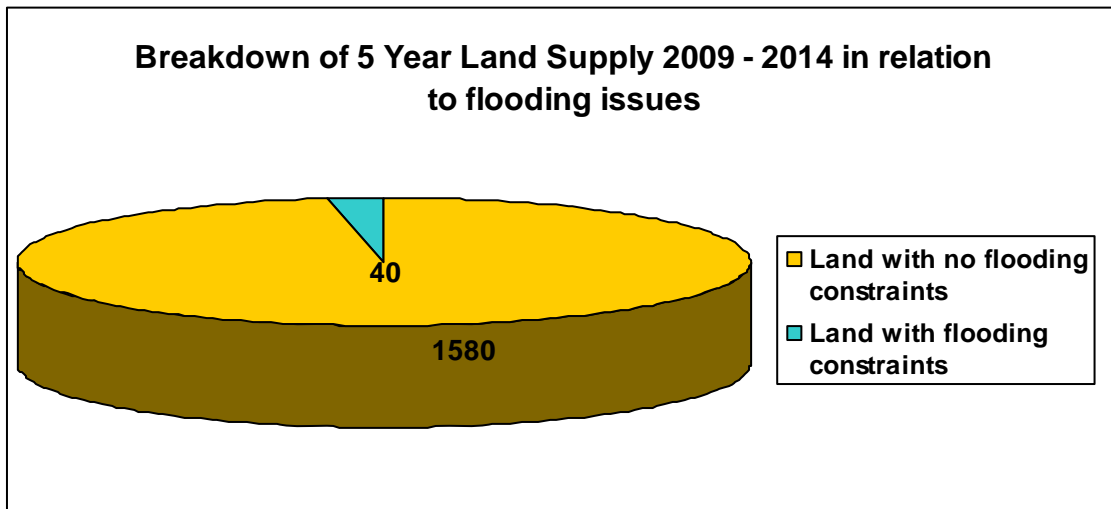 Breakdown of 5 Year Land Supply 2009 - 2014 in relation
to flooding issues
40
1580
Land with no flooding
constraints
Land with flooding
constraints